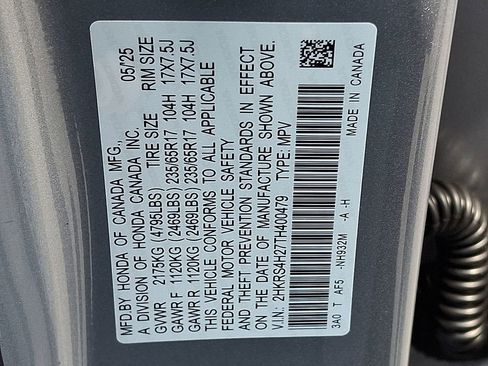 MFD.BY HONDA OF CANADA MFG., 05/25
A DIVISION OF HONDA CANADA INC.
GVWR 2175KG (4795LBS) TIRE SIZE RIM SIZE
GAWR F 1120KG (2469LBS) 235/65R17 104H 17X7.5J
GAWR R 1120KG (2469LBS) 235/65R17 104H 17X7.5J
THIS VEHICLE CONFORMS TO ALL APPLICABLE
FEDERAL MOTOR VEHICLE SAFETY
AND THEFT PREVENTION STANDARDS IN EFFECT
ON THE DATE OF MANUFACTURE SHOWN ABOVE.
V.I.N.: 2HKRS4H27TH400479 TYPE: MPV
3A0 T AF5 -NH932M -A -H MADE IN CANADA